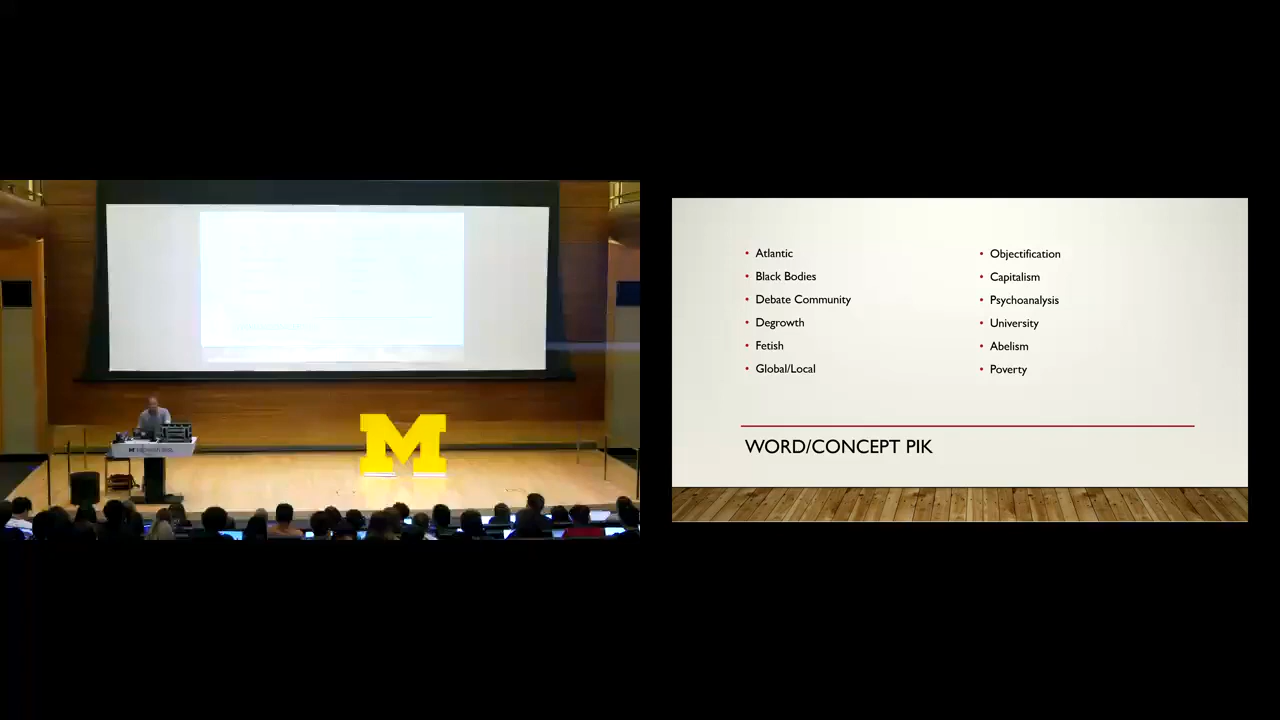 M
Atlantic
Black Bodies
Debate Community
Degrowth
Fetish
Global/Local
Objectification
Capitalism
Psychoanalysis
University
Abelism
Poverty
WORD/CONCEPT PIK